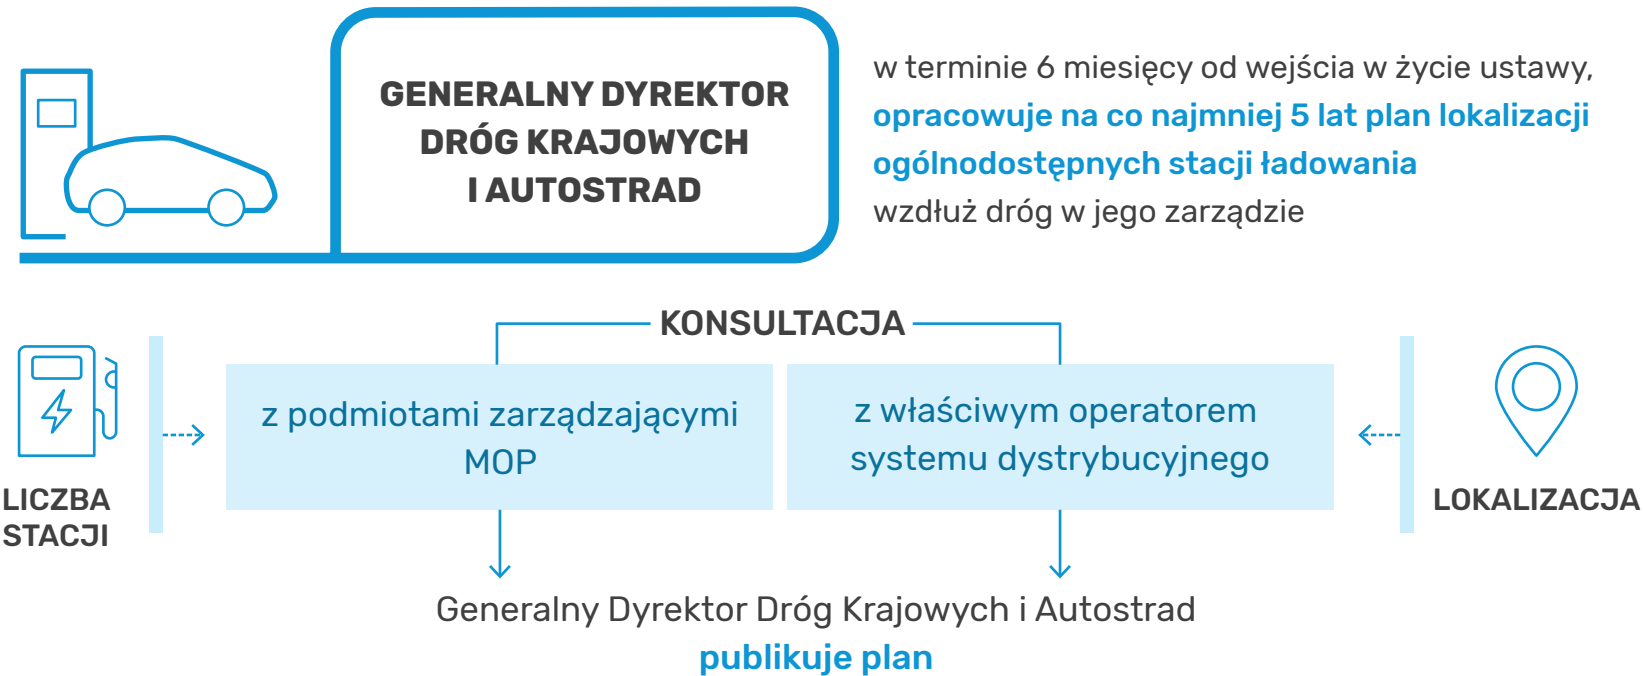 GENERALNY DYREKTOR
DRÓG KRAJOWYCH
I AUTOSTRAD
w terminie 6 miesięcy od wejścia w życie ustawy,
opracowuje na co najmniej 5 lat plan lokalizacji
ogólnodostępnych stacji ładowania
wzdłuż dróg w jego zarządzie
KONSULTACJA
LICZBA
STACJI
z podmiotami zarządzającymi
MOP
z właściwym operatorem
systemu dystrybucyjnego
LOKALIZACJA
Generalny Dyrektor Dróg Krajowych i Autostrad
publikuje plan